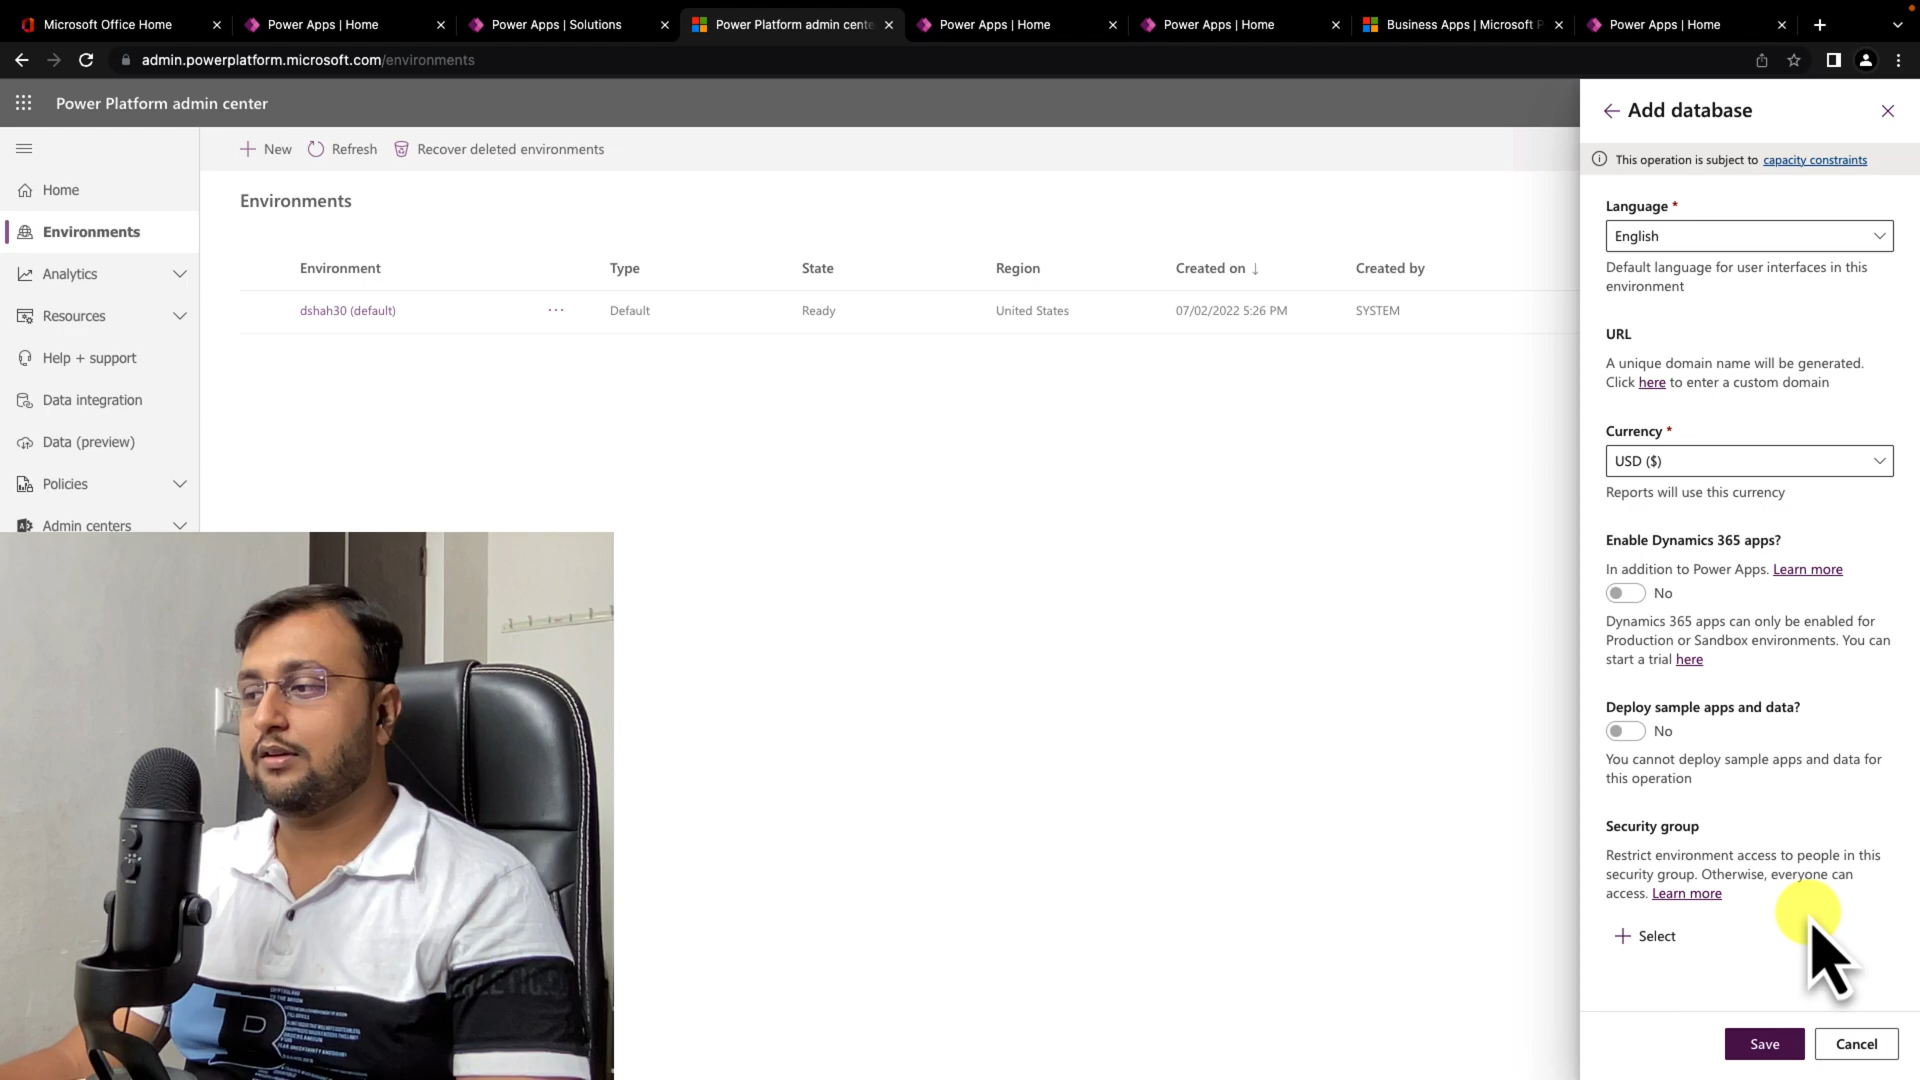 Microsoft Office Home
Power Apps | Home
Power Apps | Solutions
Power Platform admin cente
Power Apps | Home
Power Apps | Home
Business Apps | Microsoft P
Power Apps | Home
admin.powerplatform.microsoft.com/environments
Power Platform admin center
New
Refresh
Recover deleted environments
Home
Environments
Analytics
Resources
Help + support
Data integration
Data (preview)
Policies
Admin centers
Environments
Environment Type State Region Created on ↓ Created by
dshah30 (default) ··· Default Ready United States 07/02/2022 5:26 PM SYSTEM
Add database
This operation is subject to capacity constraints
Language *
English
Default language for user interfaces in this
environment
URL
A unique domain name will be generated.
Click here to enter a custom domain
Currency *
USD ($)
Reports will use this currency
Enable Dynamics 365 apps?
In addition to Power Apps. Learn more
No
Dynamics 365 apps can only be enabled for
Production or Sandbox environments. You can
start a trial here
Deploy sample apps and data?
No
You cannot deploy sample apps and data for
this operation
Security group
Restrict environment access to people in this
security group. Otherwise, everyone can
access. Learn more
Select
Save
Cancel